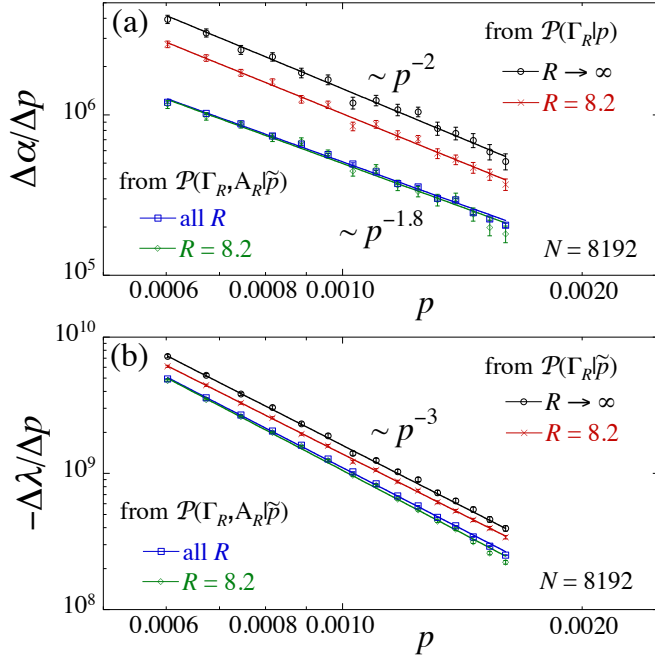 (a)
from 𝒫(Γ_R|p)
R → ∞
R = 8.2
~ p^{-2}
10^6
Δα/Δp
from 𝒫(Γ_R,A_R|p̃)
all R
R = 8.2
~ p^{-1.8}
N = 8192
10^5
0.0006 0.0008 0.0010 0.0020
p
10^{10}
(b)
from 𝒫(Γ_R|p̃)
R → ∞
R = 8.2
~ p^{-3}
10^9
−Δλ/Δp
from 𝒫(Γ_R,A_R|p̃)
all R
R = 8.2
N = 8192
10^8
0.0006 0.0008 0.0010 0.0020
p